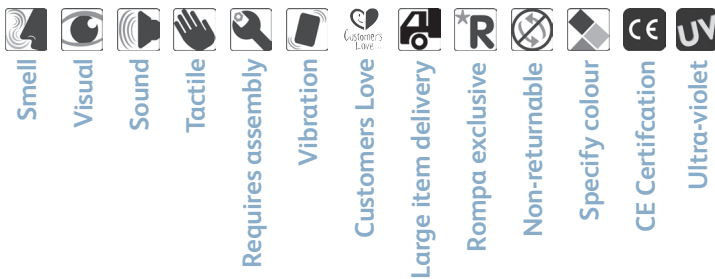 Customers
Love...
R
CE
UV
Smell
Visual
Sound
Tactile
Requires assembly
Vibration
Customers Love
Large item delivery
Rompa exclusive
Non-returnable
Specify colour
CE Certifcation
Ultra-violet